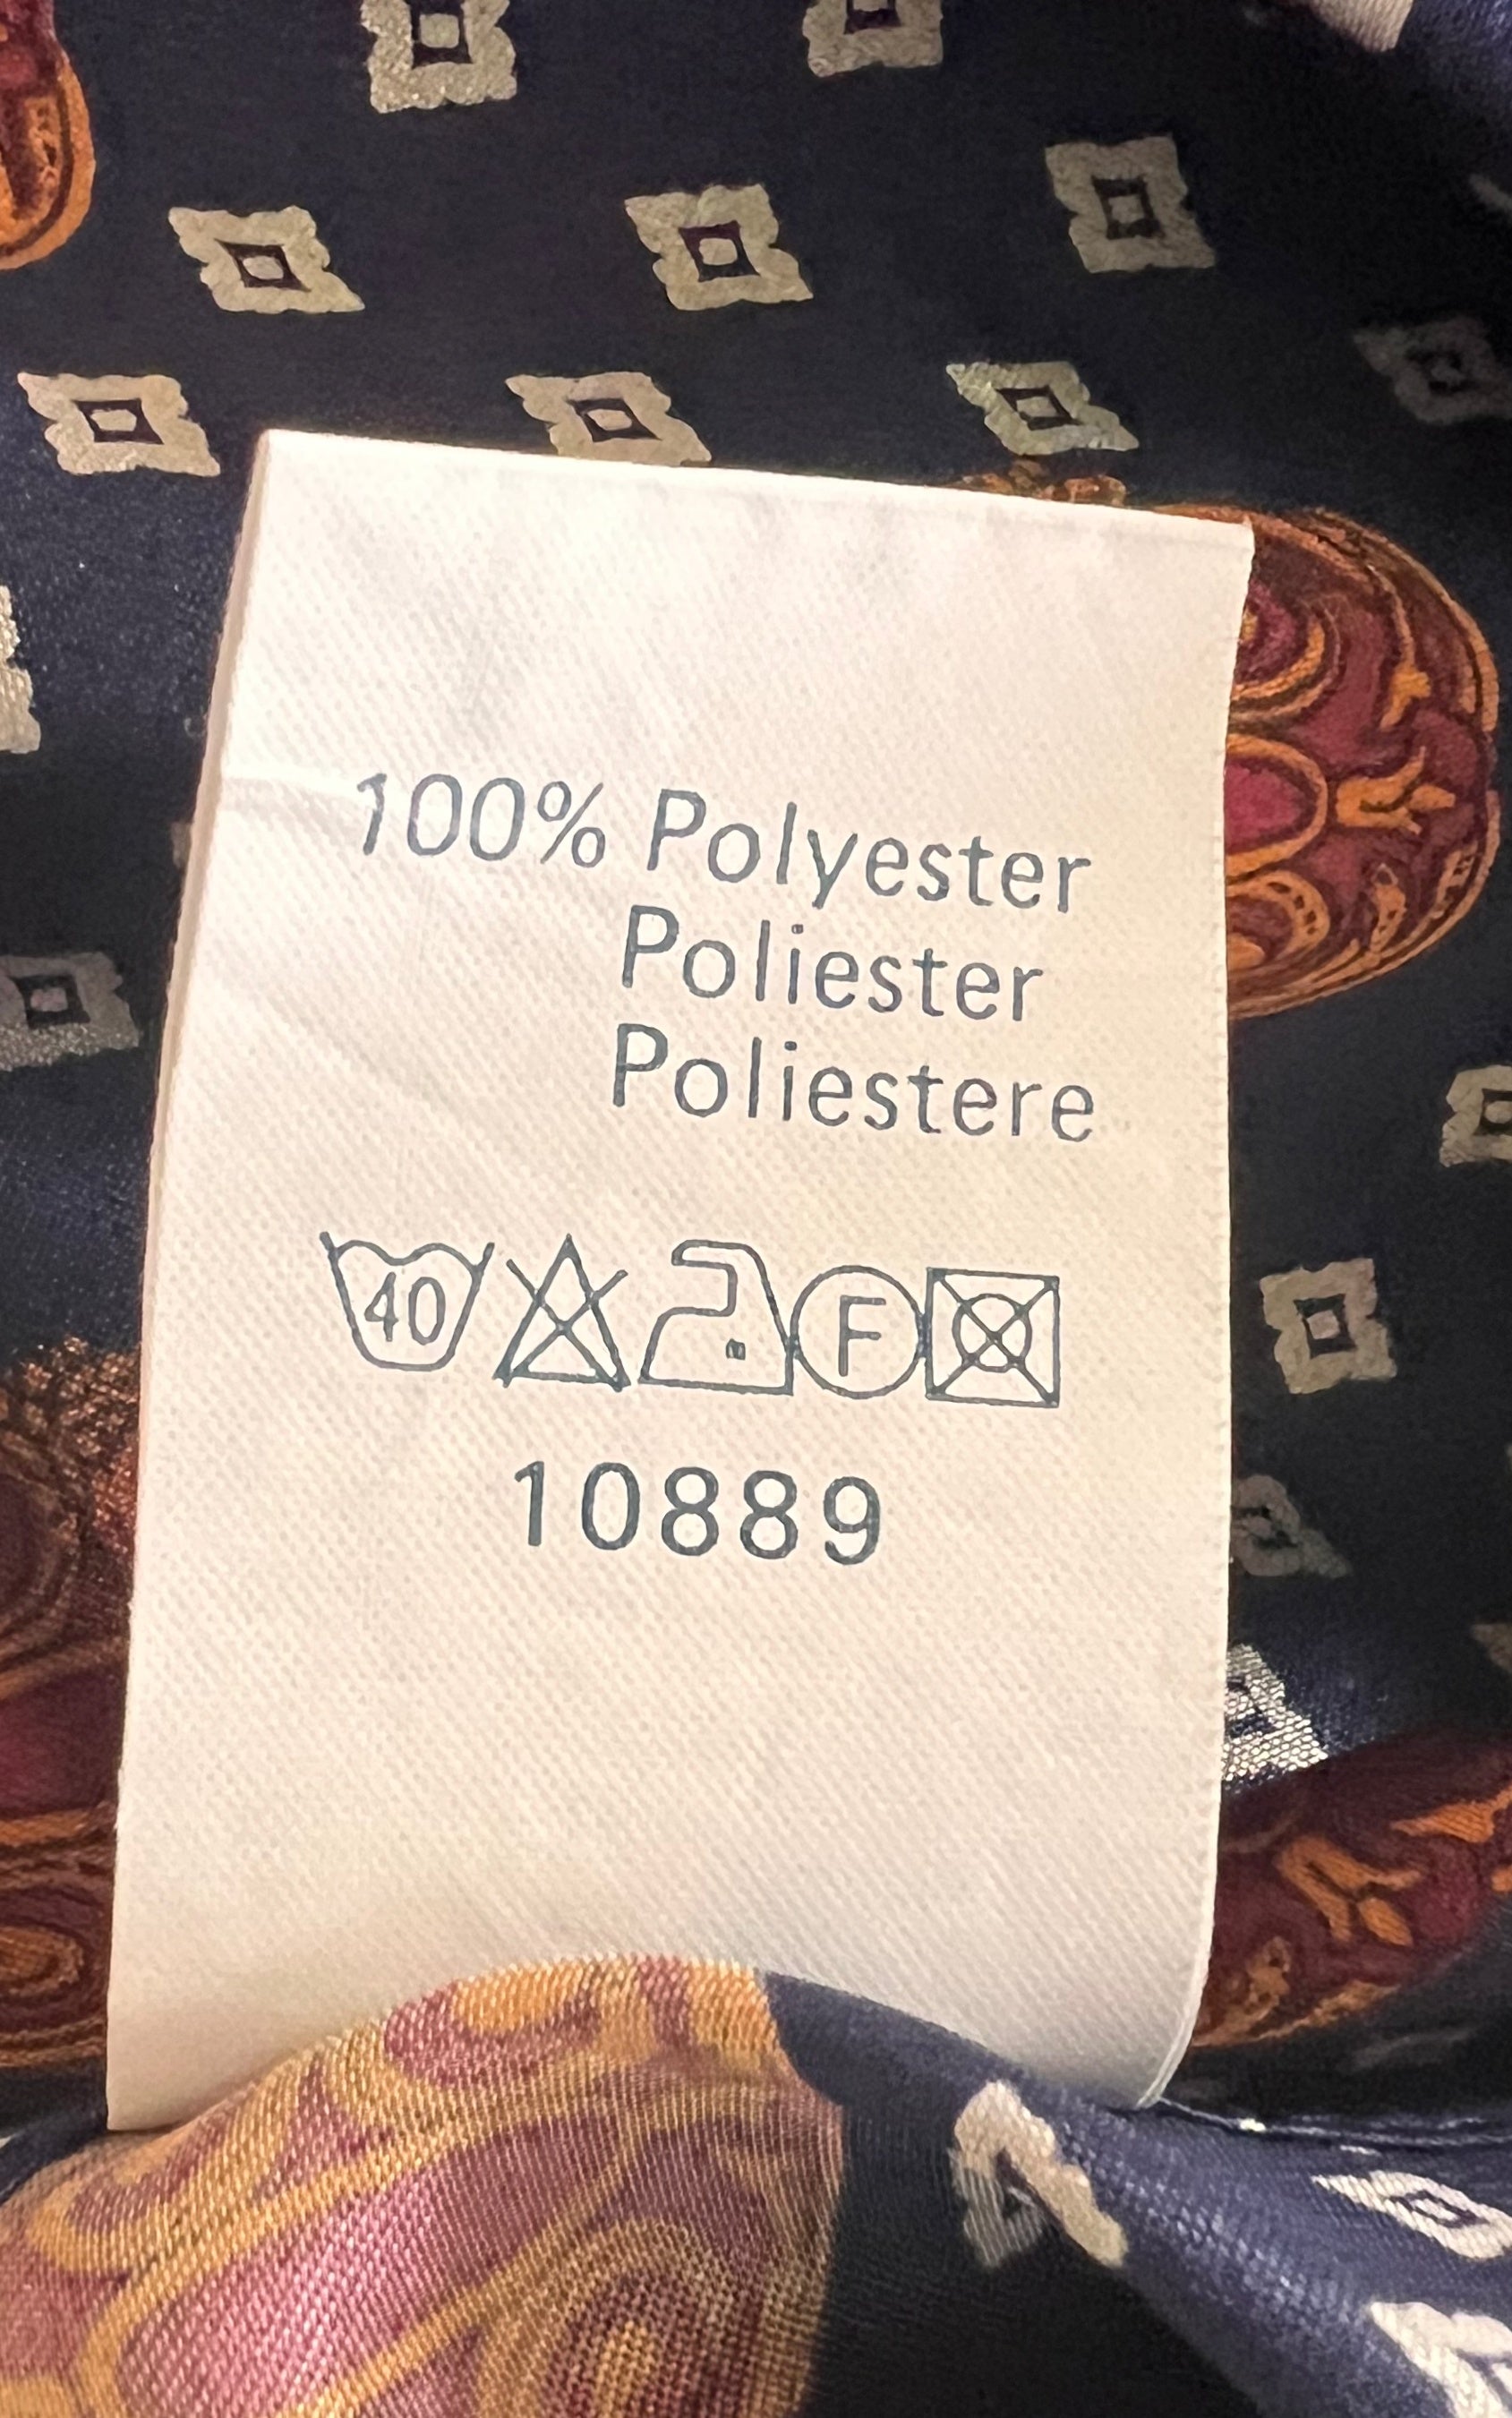 100% Polyester
Poliester
Poliestere
40 F
10889